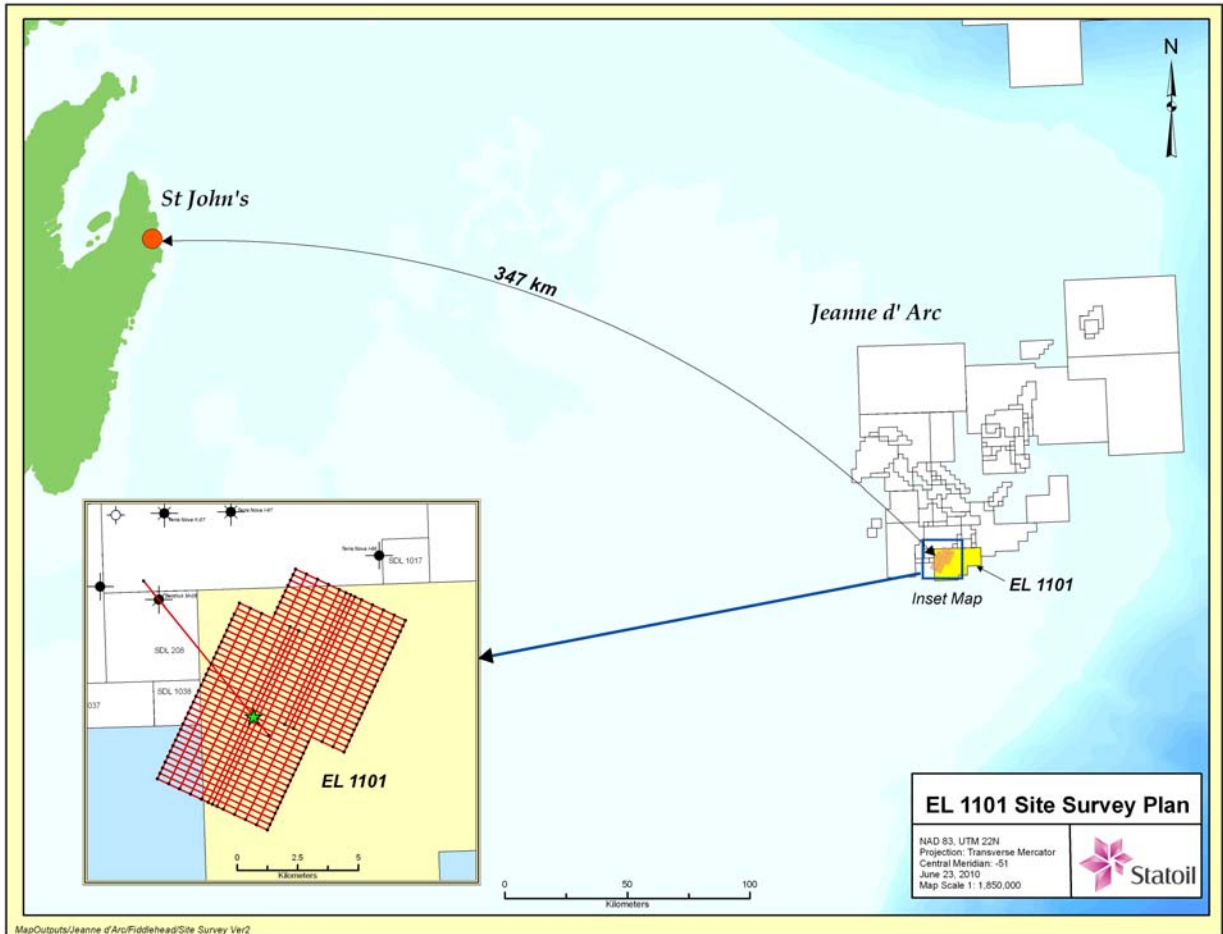 N
St John's
347 km
Jeanne d' Arc
Inset Map
EL 1101
Terre Nova K-07
SDL 1017
SDL 208
SDL 1038
037
EL 1101
0 2.5 5
Kilometers
0 50 100
Kilometers
EL 1101 Site Survey Plan
NAD 83, UTM 22N
Projection: Transverse Mercator
Central Meridian: -51
June 23, 2010
Map Scale 1: 1,850,000
Statoil
MapOutputs/Jeanne d'Arc/Fiddlehead/Site Survey Ver2